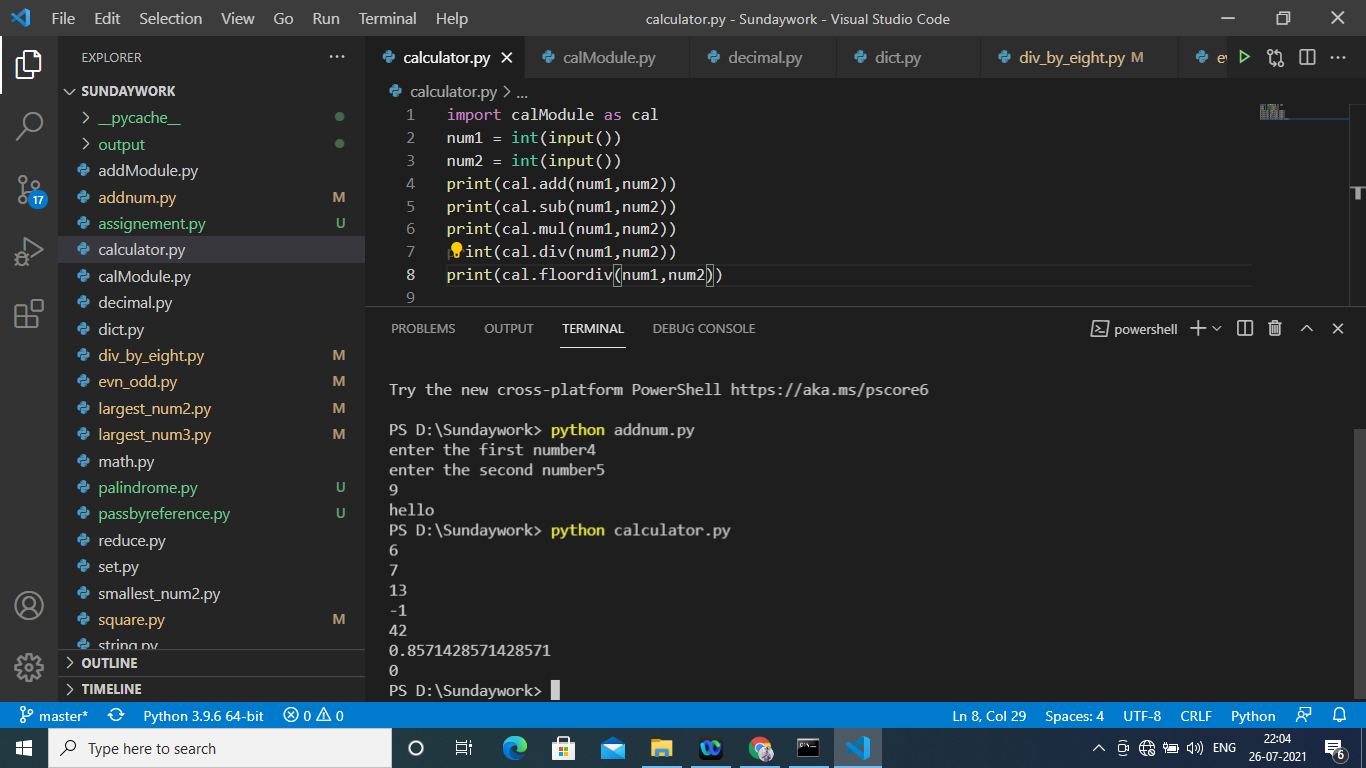 File Edit Selection View Go Run Terminal Help
calculator.py - Sundaywork - Visual Studio Code
EXPLORER
SUNDAYWORK
__pycache__
output
addModule.py
addnum.py M
assignement.py U
calculator.py
calModule.py
decimal.py
dict.py
div_by_eight.py M
evn_odd.py M
largest_num2.py M
largest_num3.py M
math.py
palindrome.py U
passbyreference.py U
reduce.py
set.py
smallest_num2.py
square.py M
string.py
OUTLINE
TIMELINE
17
calculator.py calModule.py decimal.py dict.py div_by_eight.py M ev
calculator.py > ...
1 import calModule as cal
2 num1 = int(input())
3 num2 = int(input())
4 print(cal.add(num1,num2))
5 print(cal.sub(num1,num2))
6 print(cal.mul(num1,num2))
7 print(cal.div(num1,num2))
8 print(cal.floordiv(num1,num2))
9
PROBLEMS OUTPUT TERMINAL DEBUG CONSOLE
powershell
Try the new cross-platform PowerShell https://aka.ms/pscore6
PS D:\Sundaywork> python addnum.py
enter the first number4
enter the second number5
9
hello
PS D:\Sundaywork> python calculator.py
6
7
13
-1
42
0.8571428571428571
0
PS D:\Sundaywork>
master* Python 3.9.6 64-bit 0 0 Ln 8, Col 29 Spaces: 4 UTF-8 CRLF Python
Type here to search
ENG
22:04
26-07-2021
6